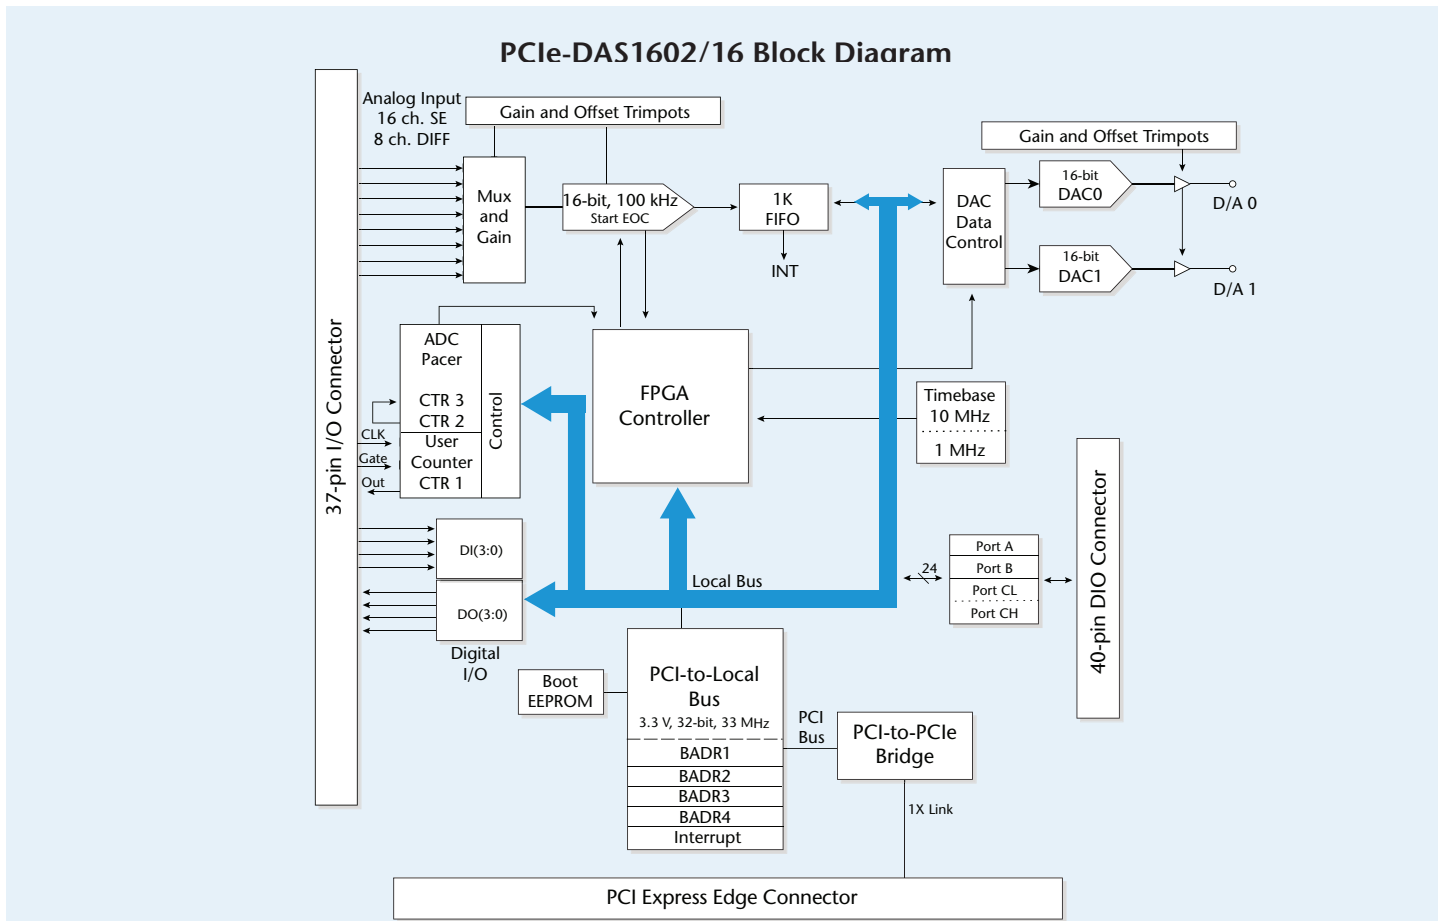 PCIe-DAS1602/16 Block Diagram
Analog Input
16 ch. SE
8 ch. DIFF
Gain and Offset Trimpots
Mux
and
Gain
16-bit, 100 kHz
Start EOC
1K
FIFO
INT
Gain and Offset Trimpots
DAC
Data
Control
16-bit
DAC0
D/A 0
16-bit
DAC1
D/A 1
37-pin I/O Connector
ADC
Pacer
CTR 3
CTR 2
User
Counter
CTR 1
Control
CLK
Gate
Out
FPGA
Controller
Timebase
10 MHz
1 MHz
DI(3:0)
DO(3:0)
Digital
I/O
Local Bus
24
Port A
Port B
Port CL
Port CH
40-pin DIO Connector
Boot
EEPROM
PCI-to-Local
Bus
3.3 V, 32-bit, 33 MHz
BADR1
BADR2
BADR3
BADR4
Interrupt
PCI
Bus
PCI-to-PCIe
Bridge
1X Link
PCI Express Edge Connector